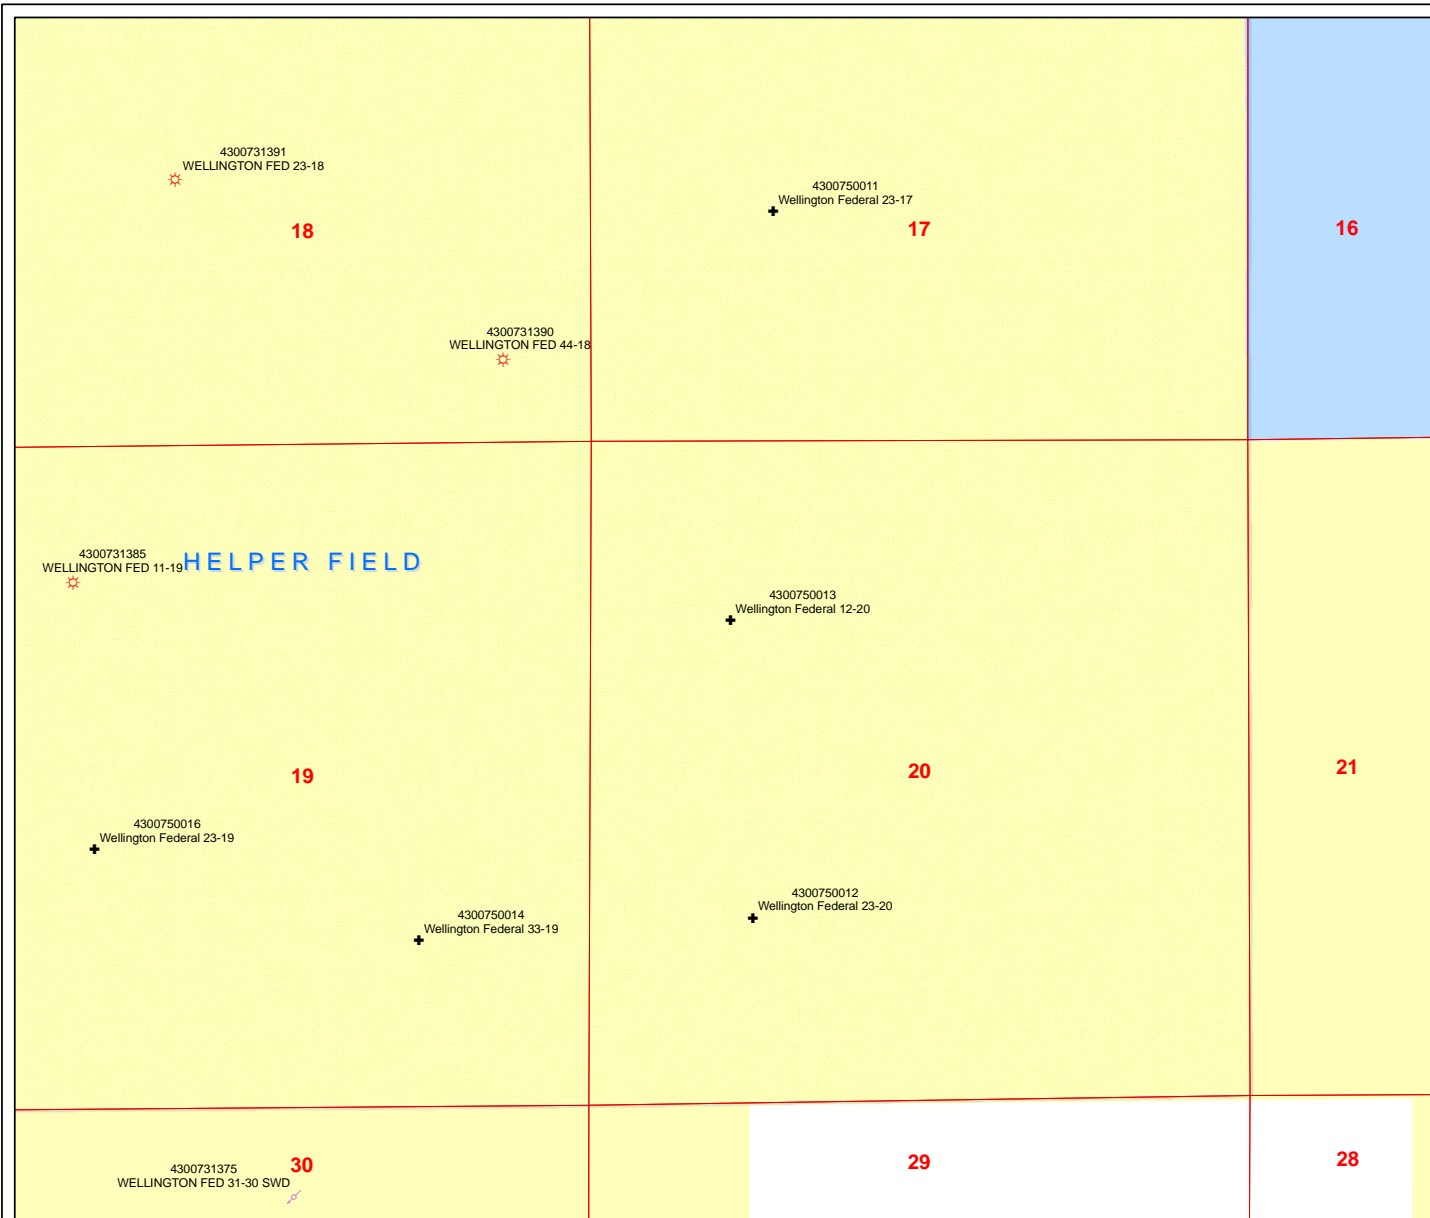 4300731391
WELLINGTON FED 23-18
4300750011
Wellington Federal 23-17
18
17
16
4300731390
WELLINGTON FED 44-18
4300731385
WELLINGTON FED 11-19
HELPER FIELD
4300750013
Wellington Federal 12-20
19
20
21
4300750016
Wellington Federal 23-19
4300750012
Wellington Federal 23-20
4300750014
Wellington Federal 33-19
30
29
28
4300731375
WELLINGTON FED 31-30 SWD